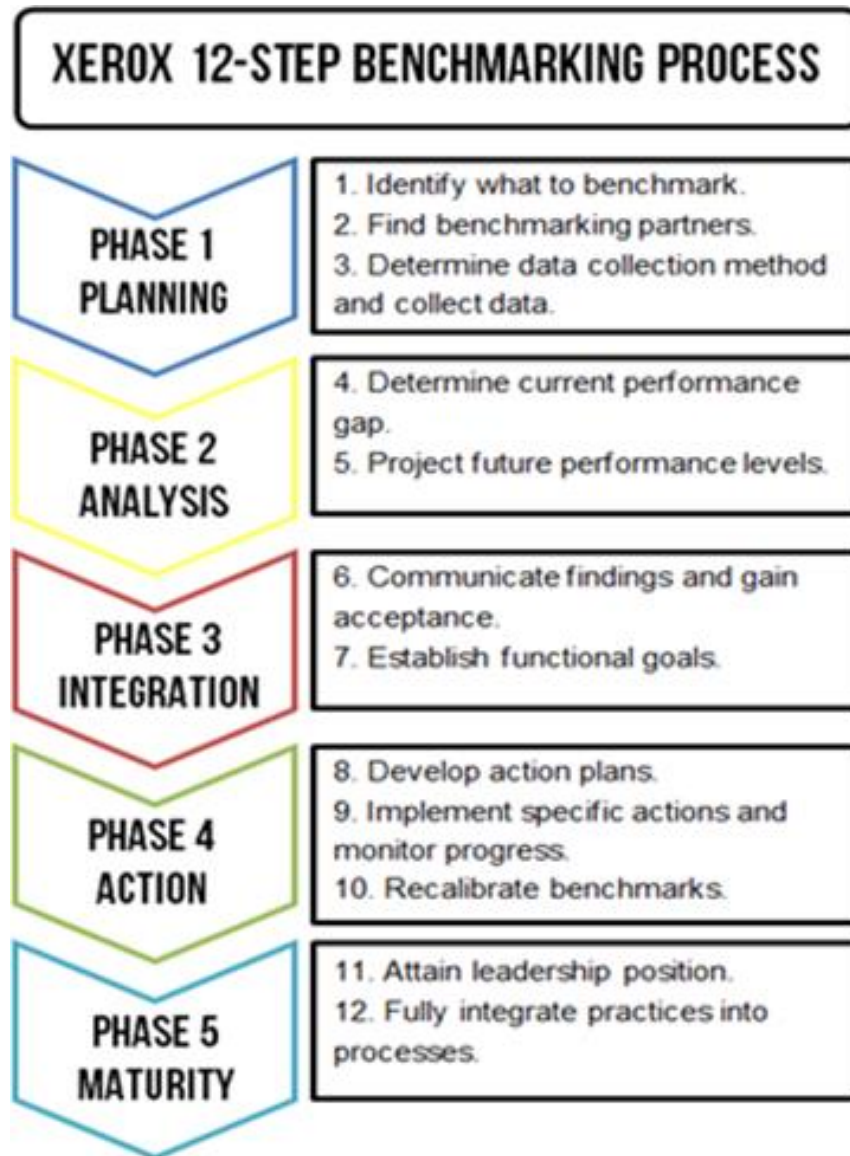 XEROX 12-STEP BENCHMARKING PROCESS
PHASE 1
PLANNING
1. Identify what to benchmark.
2. Find benchmarking partners.
3. Determine data collection method
and collect data.
PHASE 2
ANALYSIS
4. Determine current performance
gap.
5. Project future performance levels.
PHASE 3
INTEGRATION
6. Communicate findings and gain
acceptance.
7. Establish functional goals.
PHASE 4
ACTION
8. Develop action plans.
9. Implement specific actions and
monitor progress.
10. Recalibrate benchmarks.
PHASE 5
MATURITY
11. Attain leadership position.
12. Fully integrate practices into
processes.